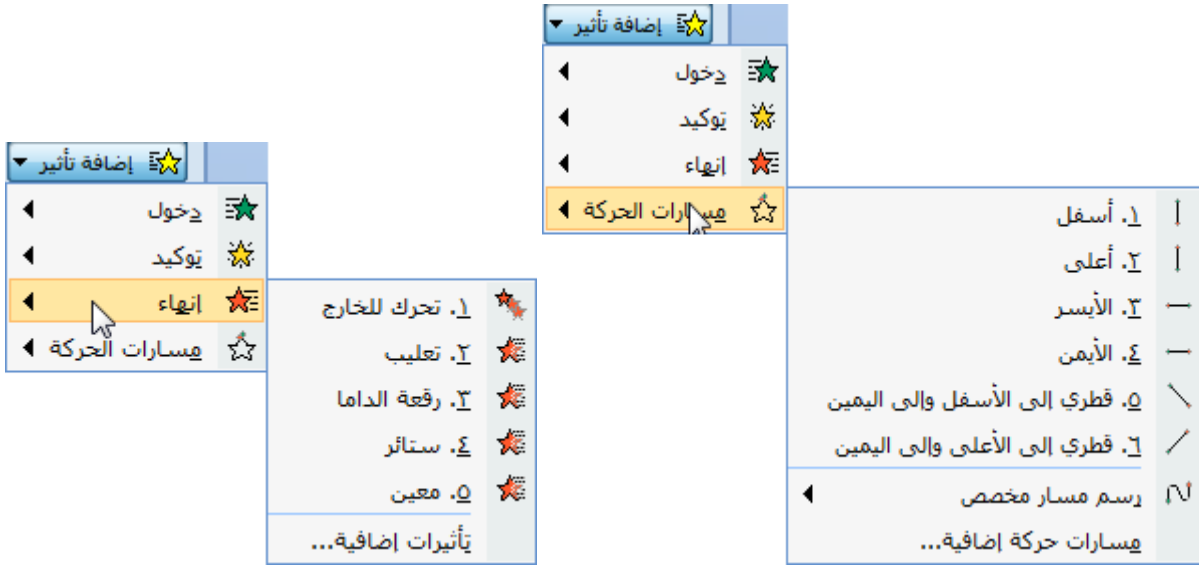 إضافة تأثير
دخول
توكيد
إنهاء
مسارات الحركة
١. أسفل
٢. أعلى
٣. الأيسر
٤. الأيمن
٥. قطري إلى الأسفل وإلى اليمين
٦. قطري إلى الأعلى وإلى اليمين
رسم مسار مخصص
مسارات حركة إضافية...
إضافة تأثير
دخول
توكيد
إنهاء
مسارات الحركة
١. تحرك للخارج
٢. تعليب
٣. رقعة الداما
٤. ستائر
٥. معين
تأثيرات إضافية...